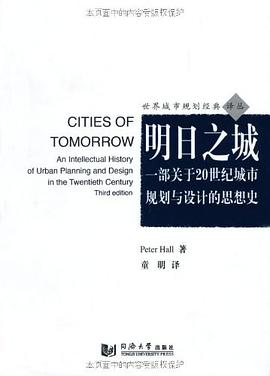 本页面中的内容受版权保护
世界城市规划经典 译丛
CITIES OF
TOMORROW
An Intellectual History
of Urban Planning and Design
in the Twentieth Century
Third edition
明日之城
一部关于20世纪城市
规划与设计的思想史
Peter Hall 著
童明 译
同济大学出版社
TONGJI UNIVERSITY PRESS
本页面中的内容受版权保护